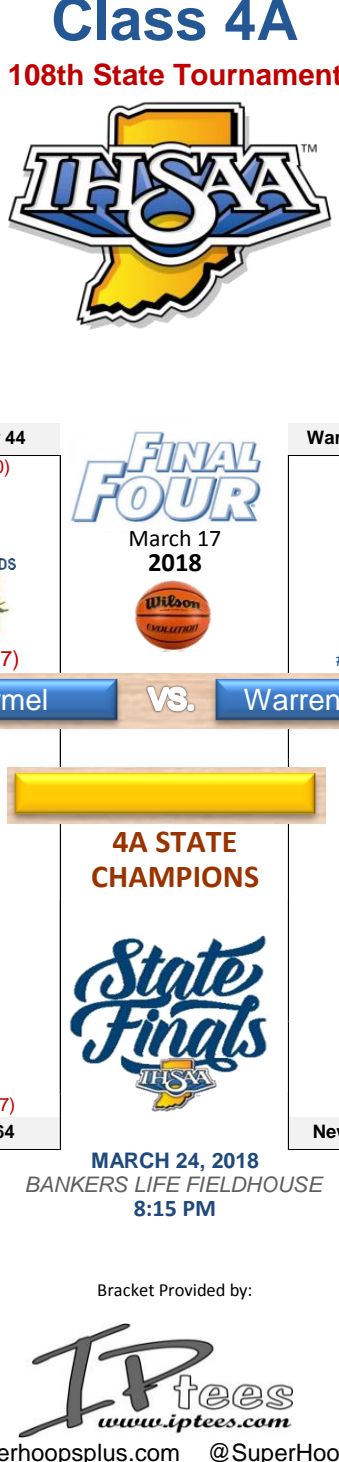 Class 4A
108th State Tournament
IHSAA™
44
War
0)
FINAL FOUR
March 17
2018
DS
Wilson
EVOLUTION
7)
#
rmel
VS.
Warren
4A STATE
CHAMPIONS
State
Finals
IHSAA
7)
64
New
MARCH 24, 2018
BANKERS LIFE FIELDHOUSE
8:15 PM
Bracket Provided by:
IP tees
www.iptees.com
erhoopsplus.com @SuperHoo